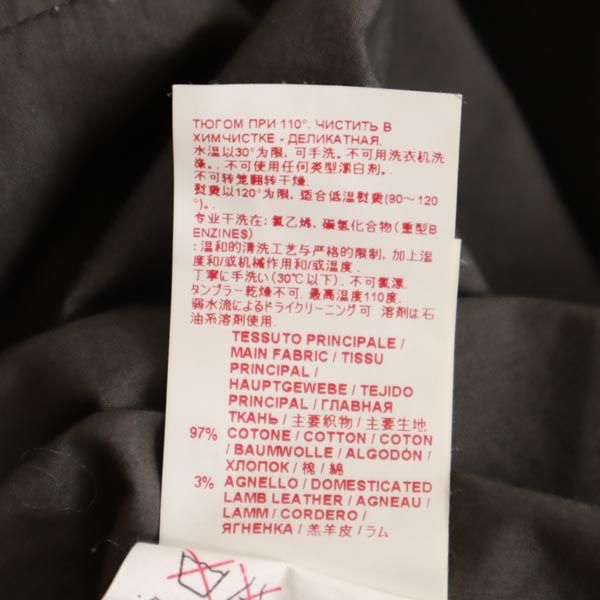 ТЮГОМ ПРИ 110°. ЧИСТИТЬ В
ХИМЧИСТКЕ - ДЕЛИКАТНАЯ.
水温以30°为限, 可手洗。不可用洗衣机洗
涤。. 不可使用任何类型漂白剂。.
不可转笼翻转干燥.
熨烫以120°为限, 适合低温熨烫(80~120
°)。.
专业干洗在: 氯乙烯, 碳氢化合物 (重型B
ENZINES)
: 温和的清洗工艺与严格的限制, 加上湿
度和/或机械作用和/或温度 .
丁寧に手洗い (30℃ 以下) . 不可氯漂.
タンブラー乾燥不可. 最高温度110度.
弱水流によるドライクリーニング可 溶剤は石
油系溶剤使用.
TESSUTO PRINCIPALE /
MAIN FABRIC / TISSU
PRINCIPAL /
HAUPTGEWEBE / TEJIDO
PRINCIPAL / ГЛАВНАЯ
ТКАНЬ / 主要织物 / 主要生地
97% COTONE / COTTON / COTON
/ BAUMWOLLE / ALGODÓN /
ХЛОПОК / 棉 / 綿
3% AGNELLO / DOMESTICATED
LAMB LEATHER / AGNEAU /
LAMM / CORDERO /
ЯГНЕНКА / 羔羊皮 / ラム